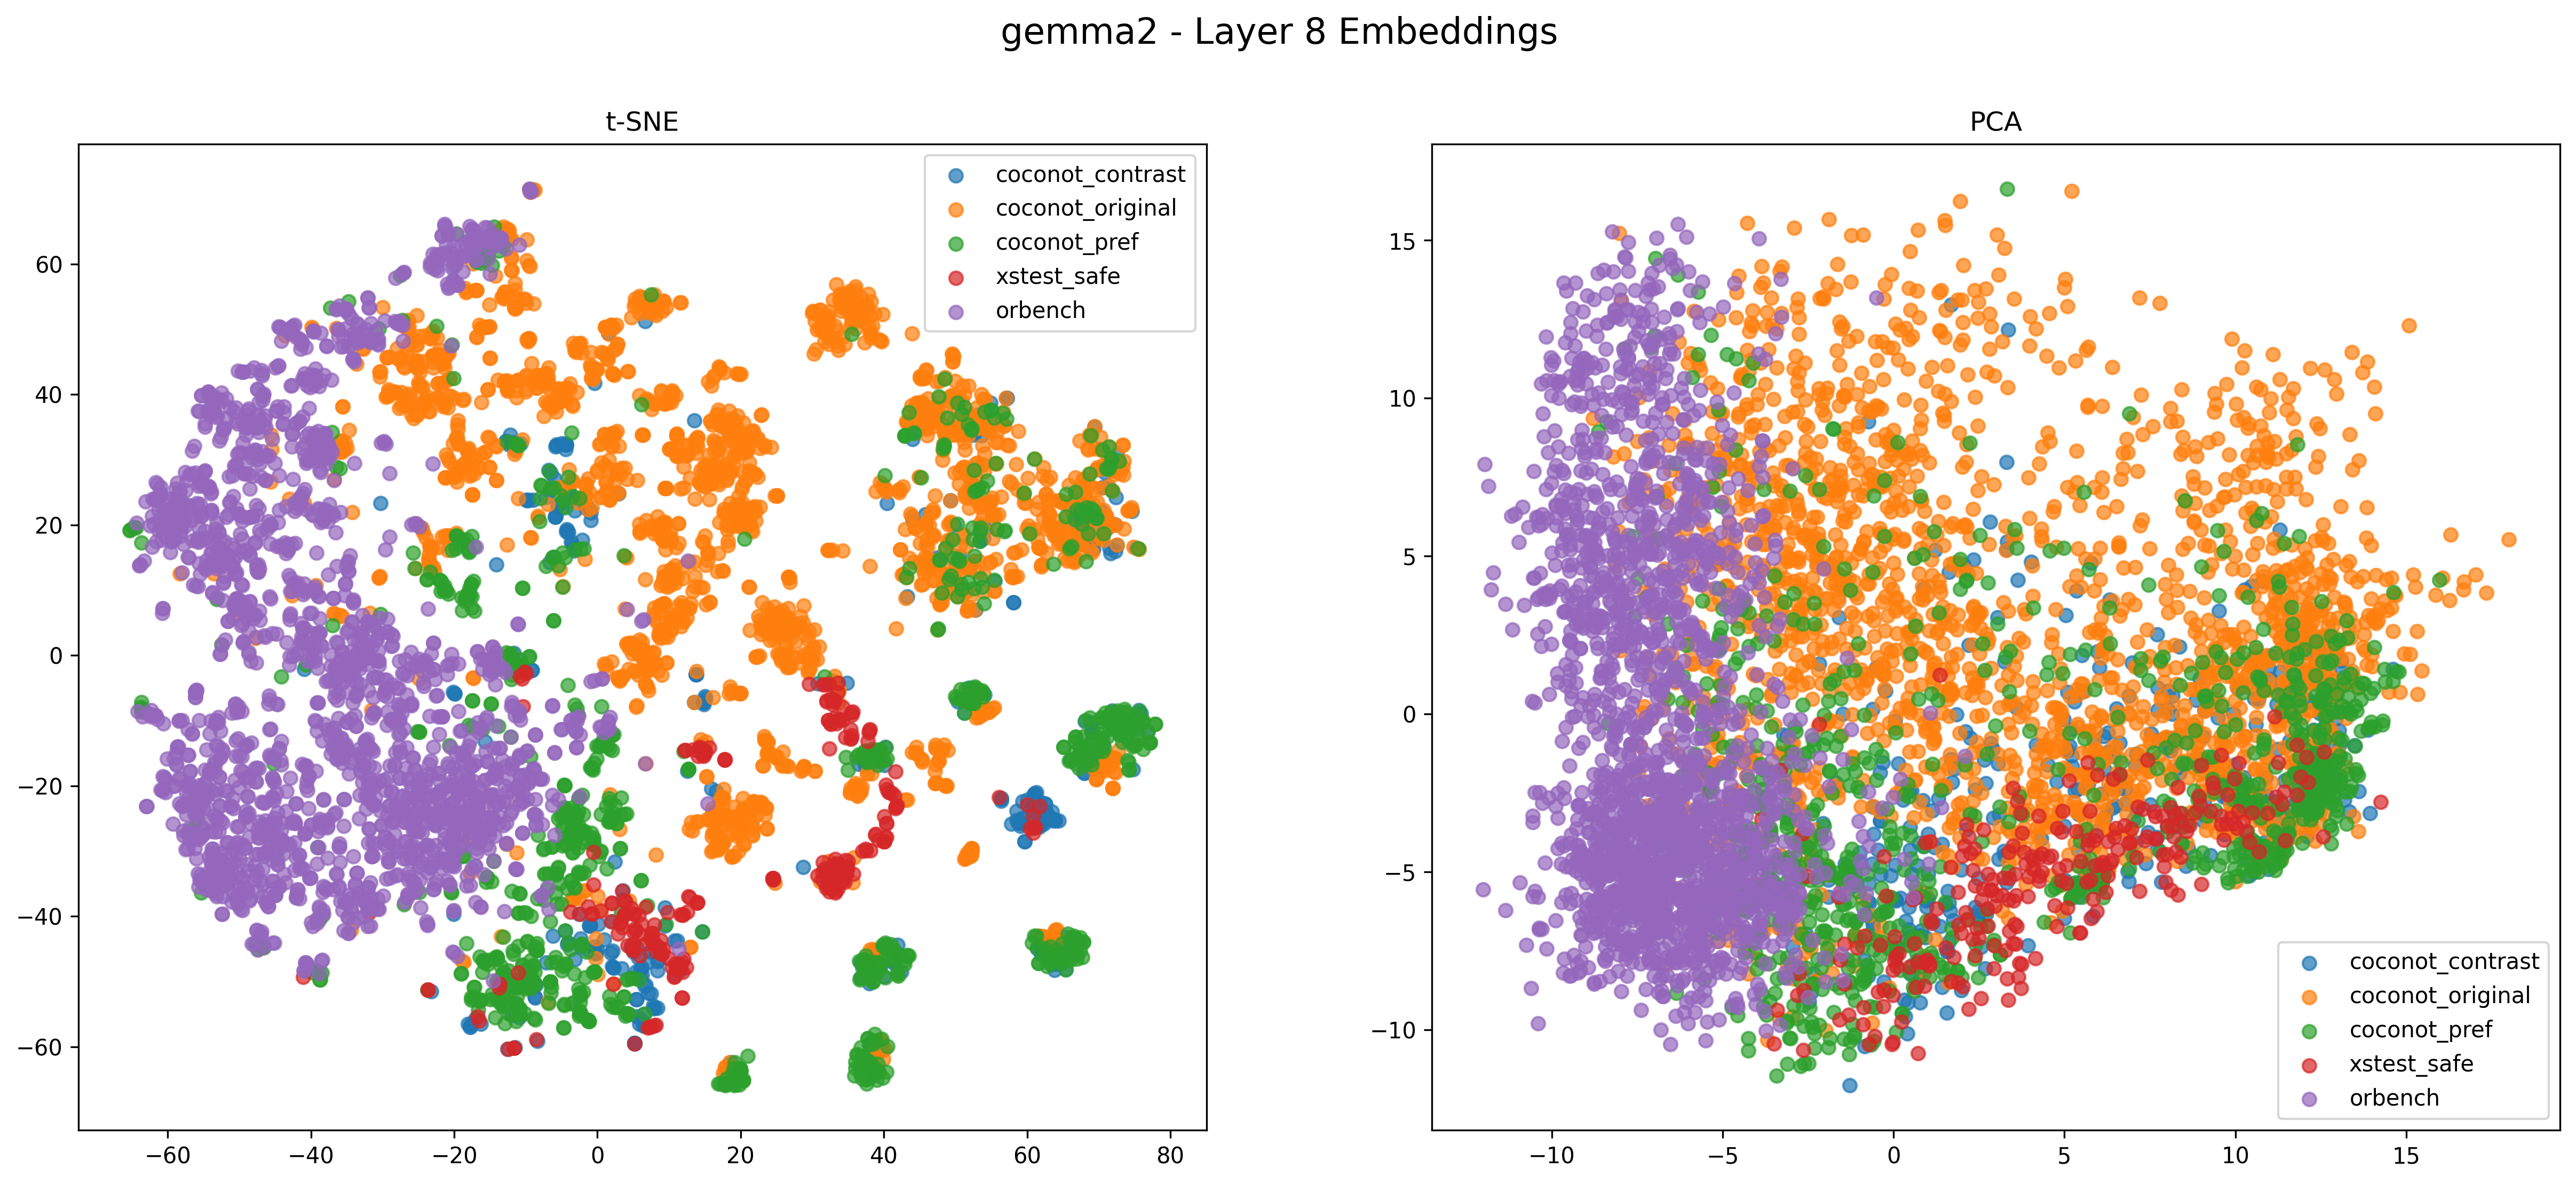 gemma2 - Layer 8 Embeddings
t-SNE
coconot_contrast
coconot_original
coconot_pref
xstest_safe
orbench
60
40
20
0
−20
−40
−60
−60 −40 −20 0 20 40 60 80
PCA
15
10
5
0
−5
−10
coconot_contrast
coconot_original
coconot_pref
xstest_safe
orbench
−10 −5 0 5 10 15